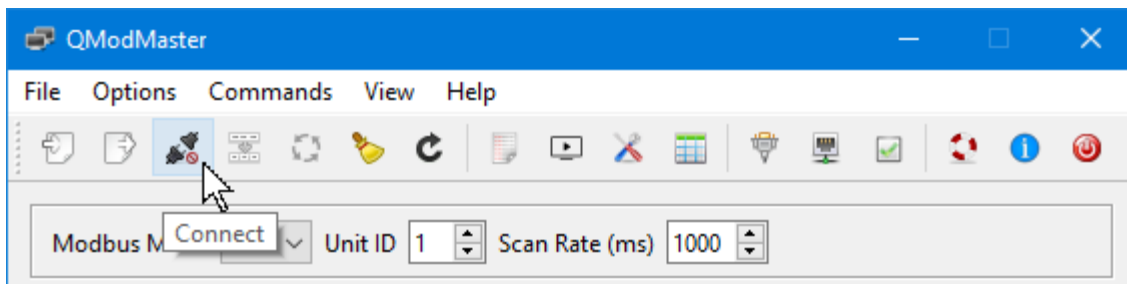 QModMaster
File Options Commands View Help
Connect
Modbus M Unit ID 1 Scan Rate (ms) 1000